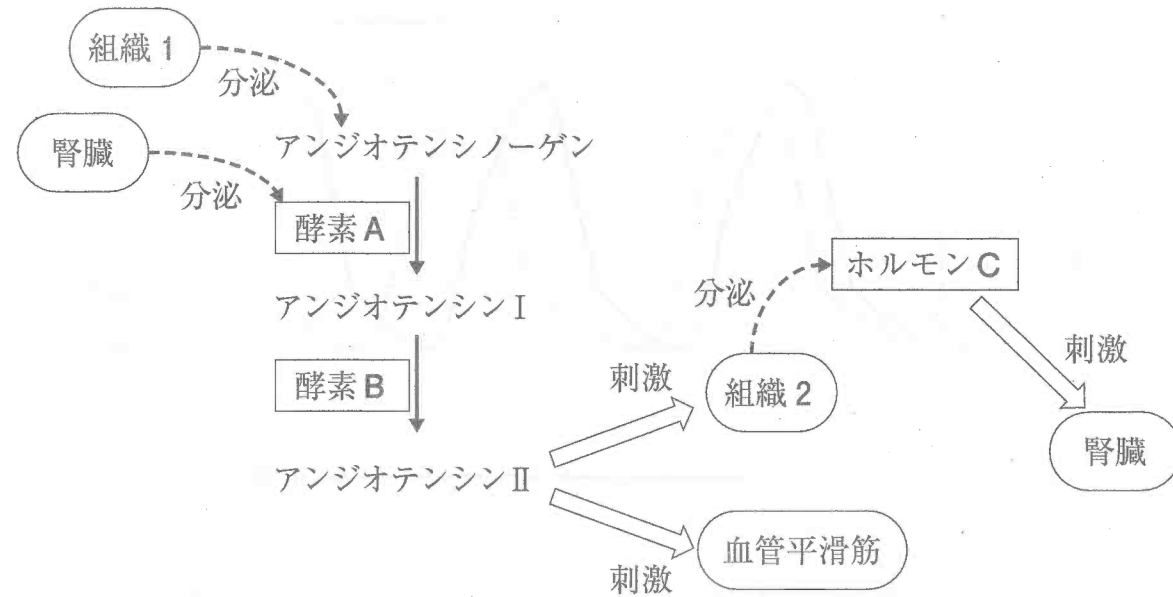 組織 1
分泌
アンジオテンシノーゲン
腎臓
分泌
酵素 A
アンジオテンシン I
酵素 B
アンジオテンシン II
刺激
組織 2
分泌
ホルモン C
刺激
腎臓
刺激
血管平滑筋